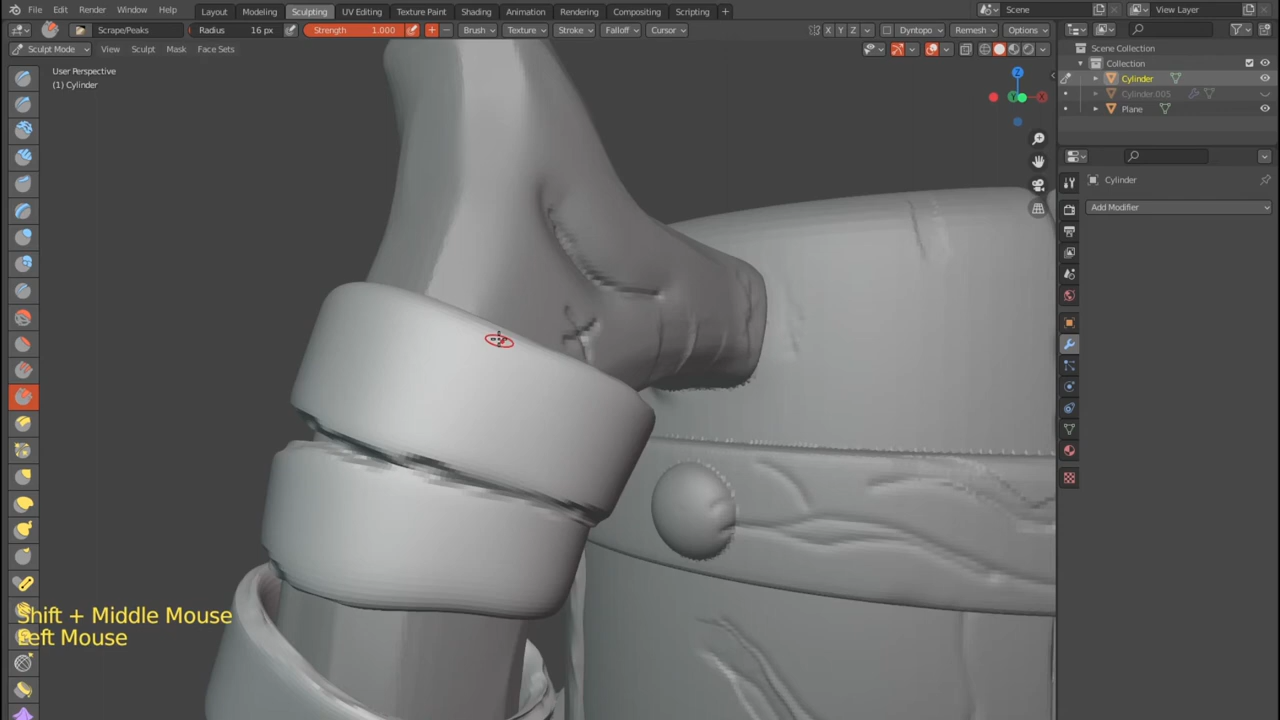 File Edit Render Window Help Layout Modeling Sculpting UV Editing Texture Paint Shading Animation Rendering Compositing Scripting + Scene View Layer
Scrape/Peaks Radius 16 px Strength 1.000 Brush Texture Stroke Falloff Cursor X Y Z Dyntopo Remesh Options
Sculpt Mode View Sculpt Mask Face Sets
Scene Collection
Collection
Cylinder
Cylinder.005
Plane
User Perspective
(1) Cylinder
Z
Y
X
Cylinder
Add Modifier
Shift + Middle Mouse
Left Mouse